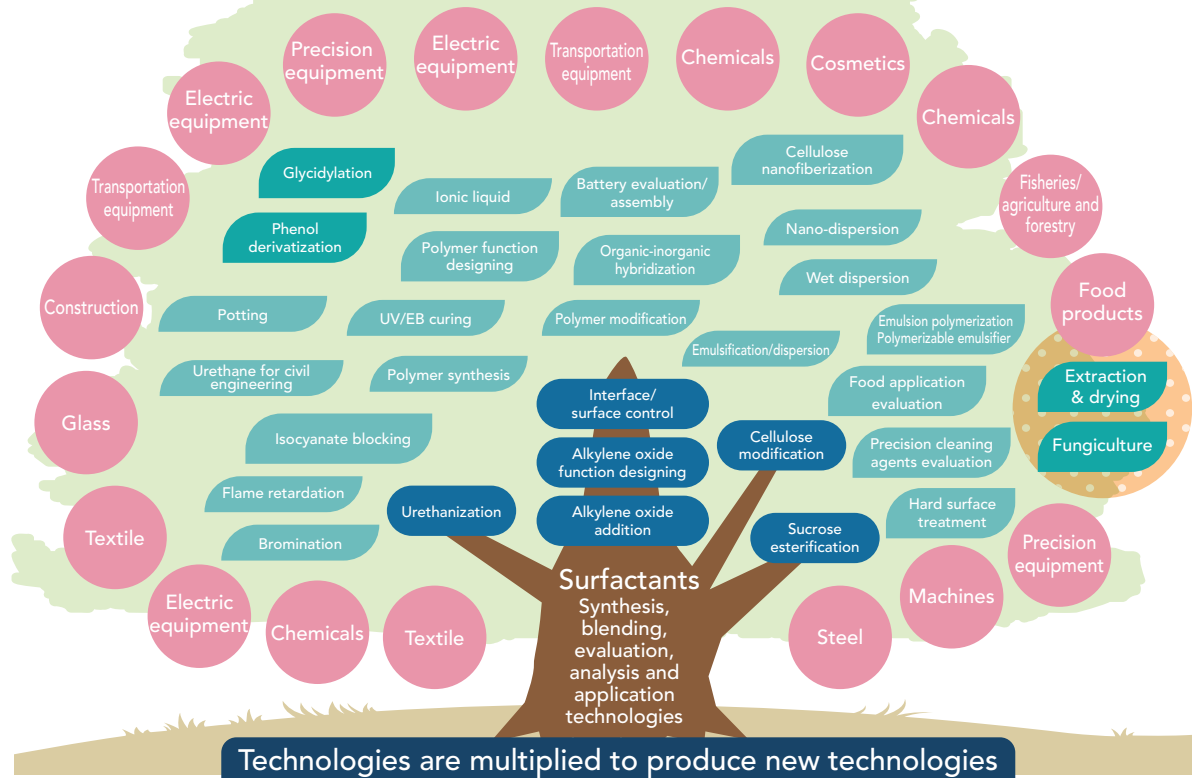 Precision
equipment
Electric
equipment
Transportation
equipment
Chemicals
Cosmetics
Electric
equipment
Chemicals
Transportation
equipment
Fisheries/
agriculture and
forestry
Construction
Food
products
Glass
Textile
Precision
equipment
Electric
equipment
Chemicals
Textile
Steel
Machines
Glycidylation
Phenol
derivatization
Ionic liquid
Battery evaluation/
assembly
Cellulose
nanofiberization
Polymer function
designing
Organic-inorganic
hybridization
Nano-dispersion
Wet dispersion
Potting
UV/EB curing
Polymer modification
Emulsion polymerization
Polymerizable emulsifier
Emulsification/dispersion
Urethane for civil
engineering
Polymer synthesis
Food application
evaluation
Extraction
& drying
Fungiculture
Isocyanate blocking
Precision cleaning
agents evaluation
Flame retardation
Hard surface
treatment
Bromination
Interface/
surface control
Alkylene oxide
function designing
Alkylene oxide
addition
Cellulose
modification
Urethanization
Sucrose
esterification
Surfactants
Synthesis,
blending,
evaluation,
analysis and
application
technologies
Technologies are multiplied to produce new technologies